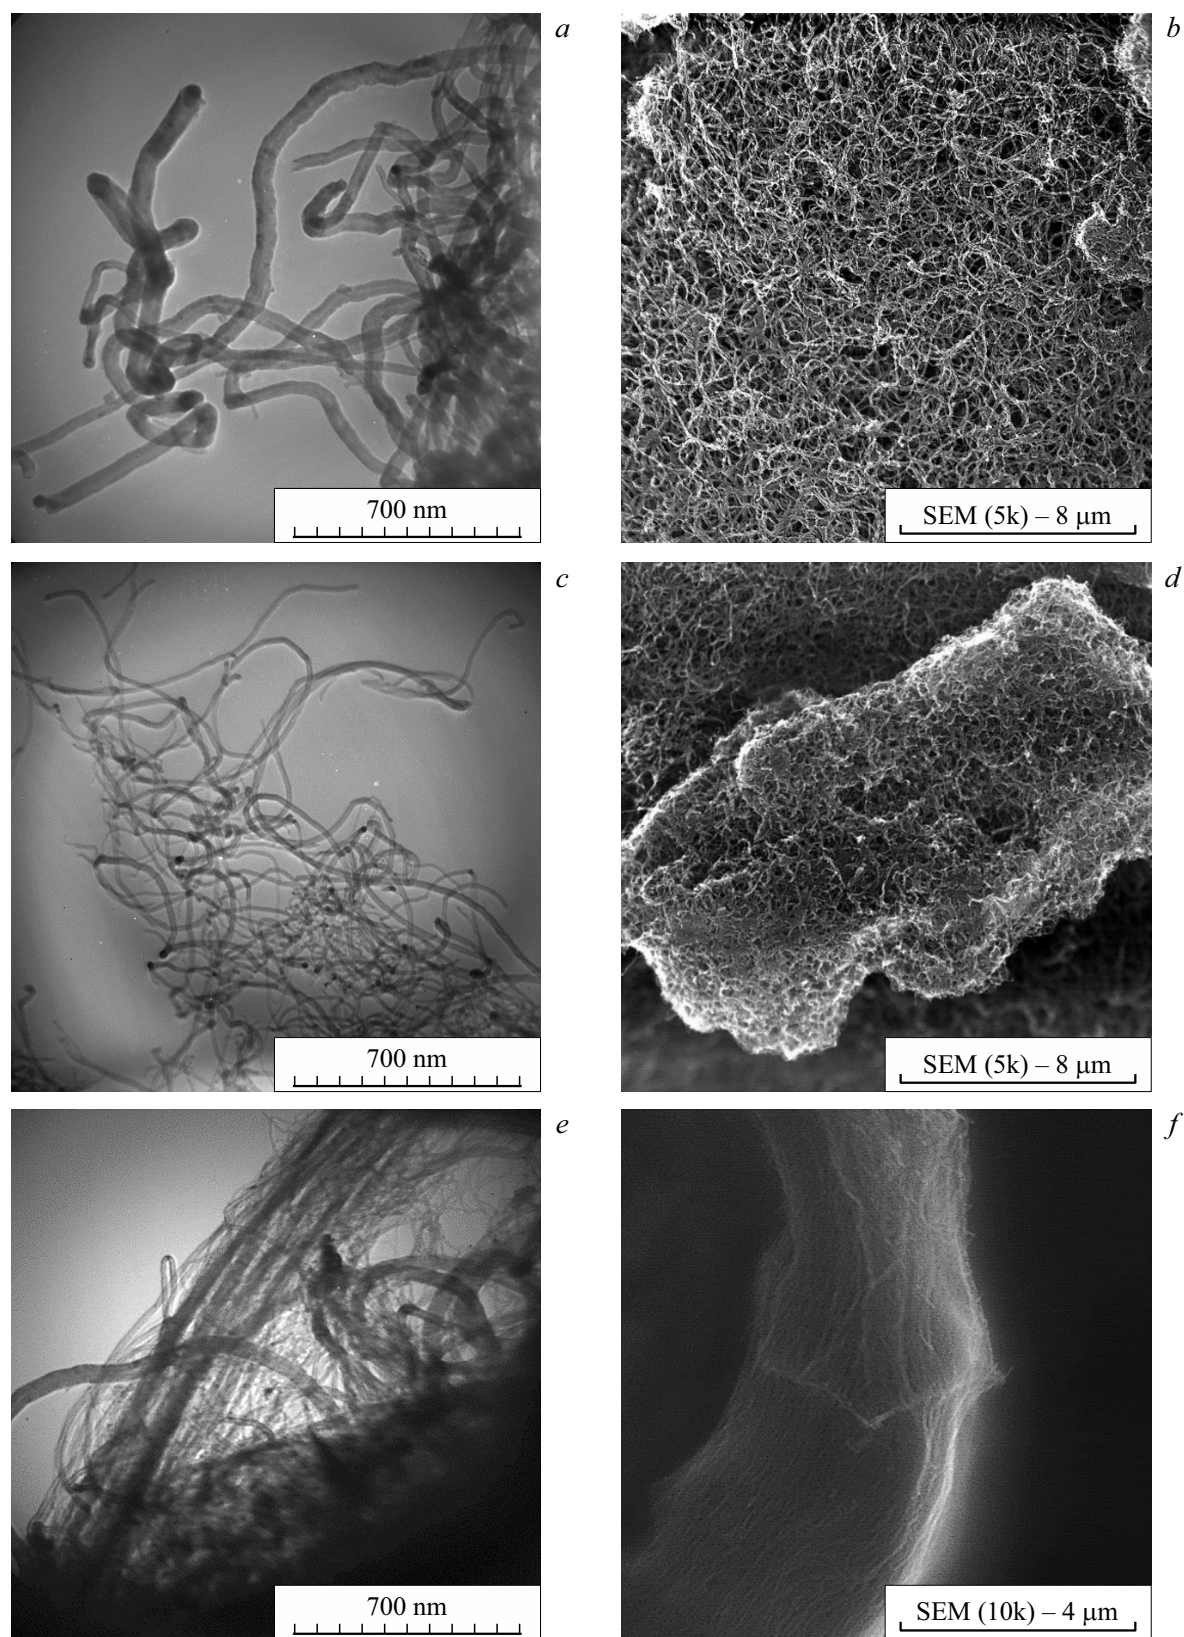 a
b
700 nm
SEM (5k) – 8 μm
c
d
700 nm
SEM (5k) – 8 μm
e
f
700 nm
SEM (10k) – 4 μm